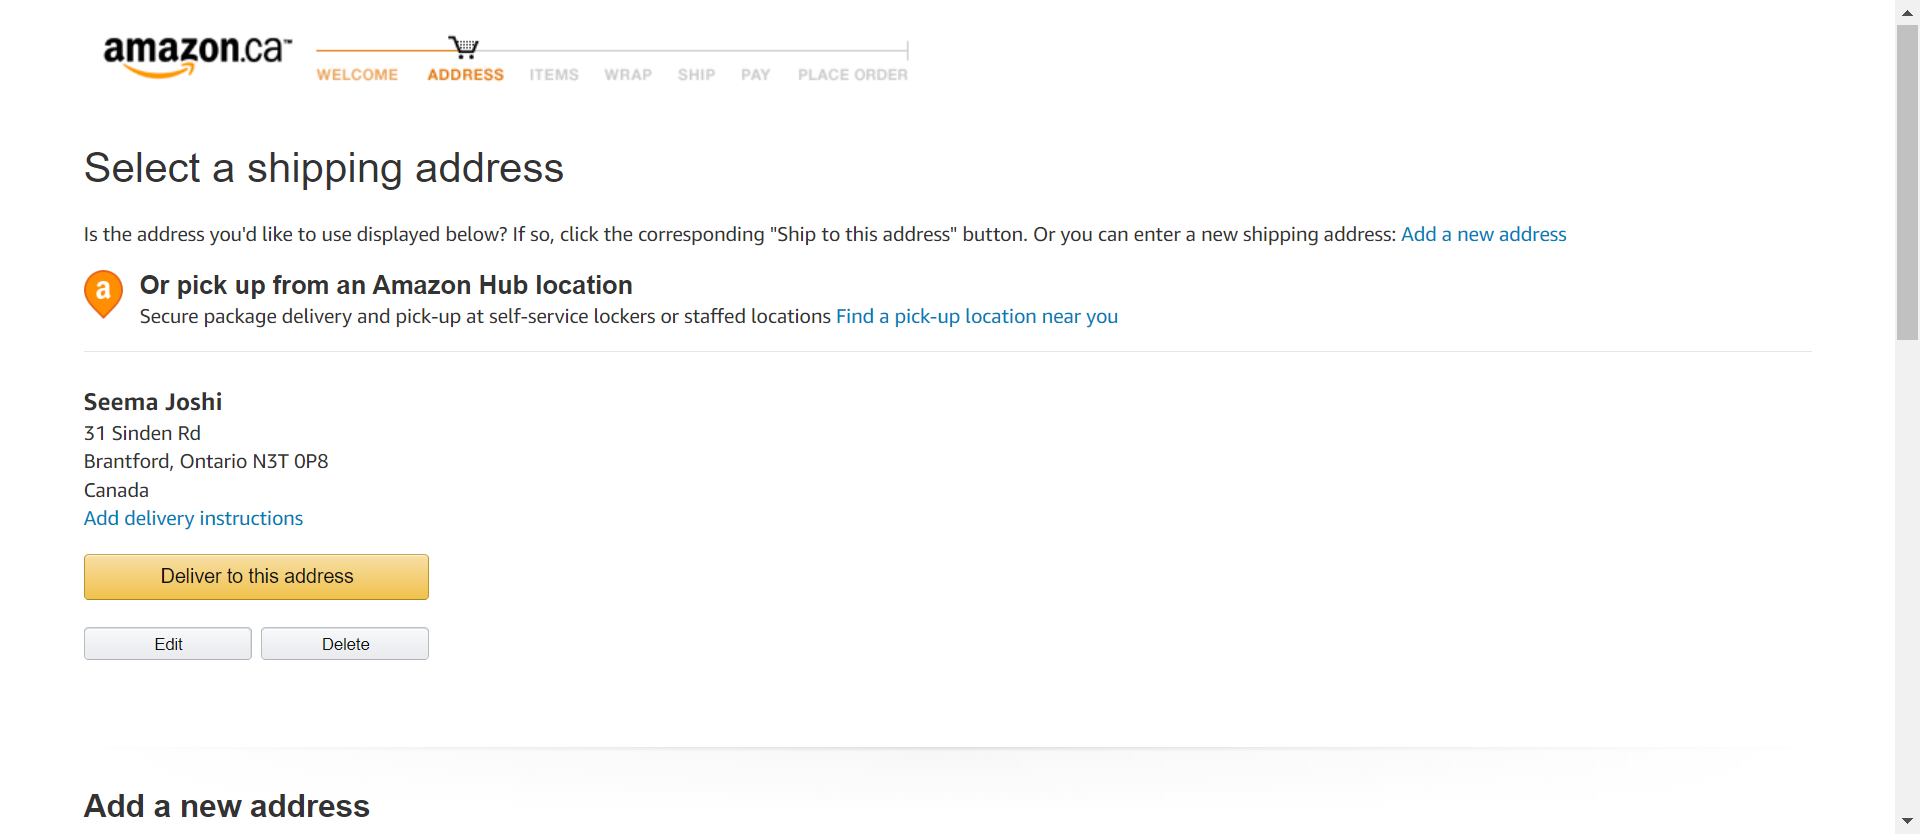 amazon.ca™
WELCOME ADDRESS ITEMS WRAP SHIP PAY PLACE ORDER
Select a shipping address
Is the address you'd like to use displayed below? If so, click the corresponding "Ship to this address" button. Or you can enter a new shipping address: Add a new address
a
Or pick up from an Amazon Hub location
Secure package delivery and pick-up at self-service lockers or staffed locations Find a pick-up location near you
Seema Joshi
31 Sinden Rd
Brantford, Ontario N3T 0P8
Canada
Add delivery instructions
Deliver to this address
Edit Delete
Add a new address